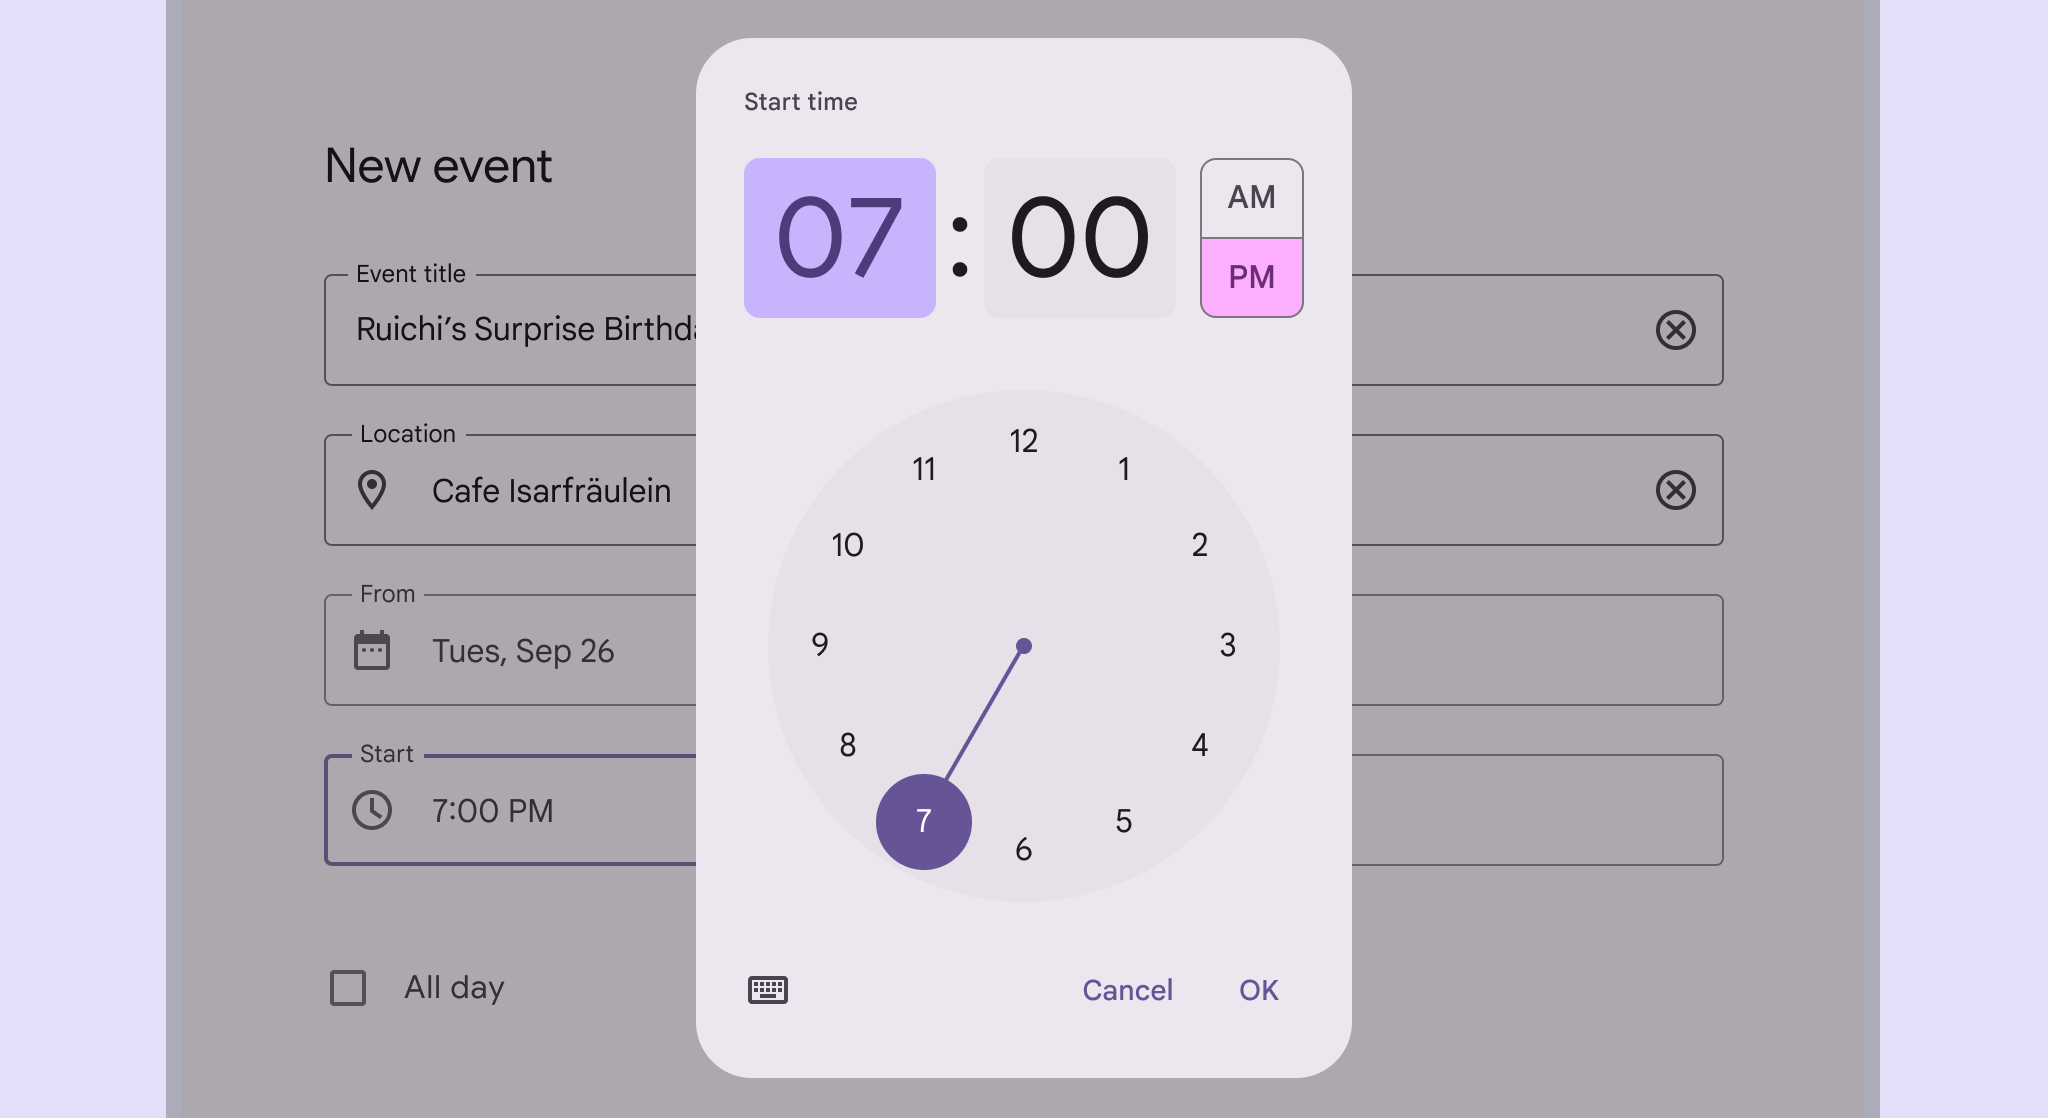 Start time
07 : 00
AM
PM
New event
Event title
Ruichi’s Surprise
Location
Cafe Isarfräulein
From
Tues, Sep 26
Start
7:00 PM
All day
12
1
2
3
4
5
6
7
8
9
10
11
Cancel
OK